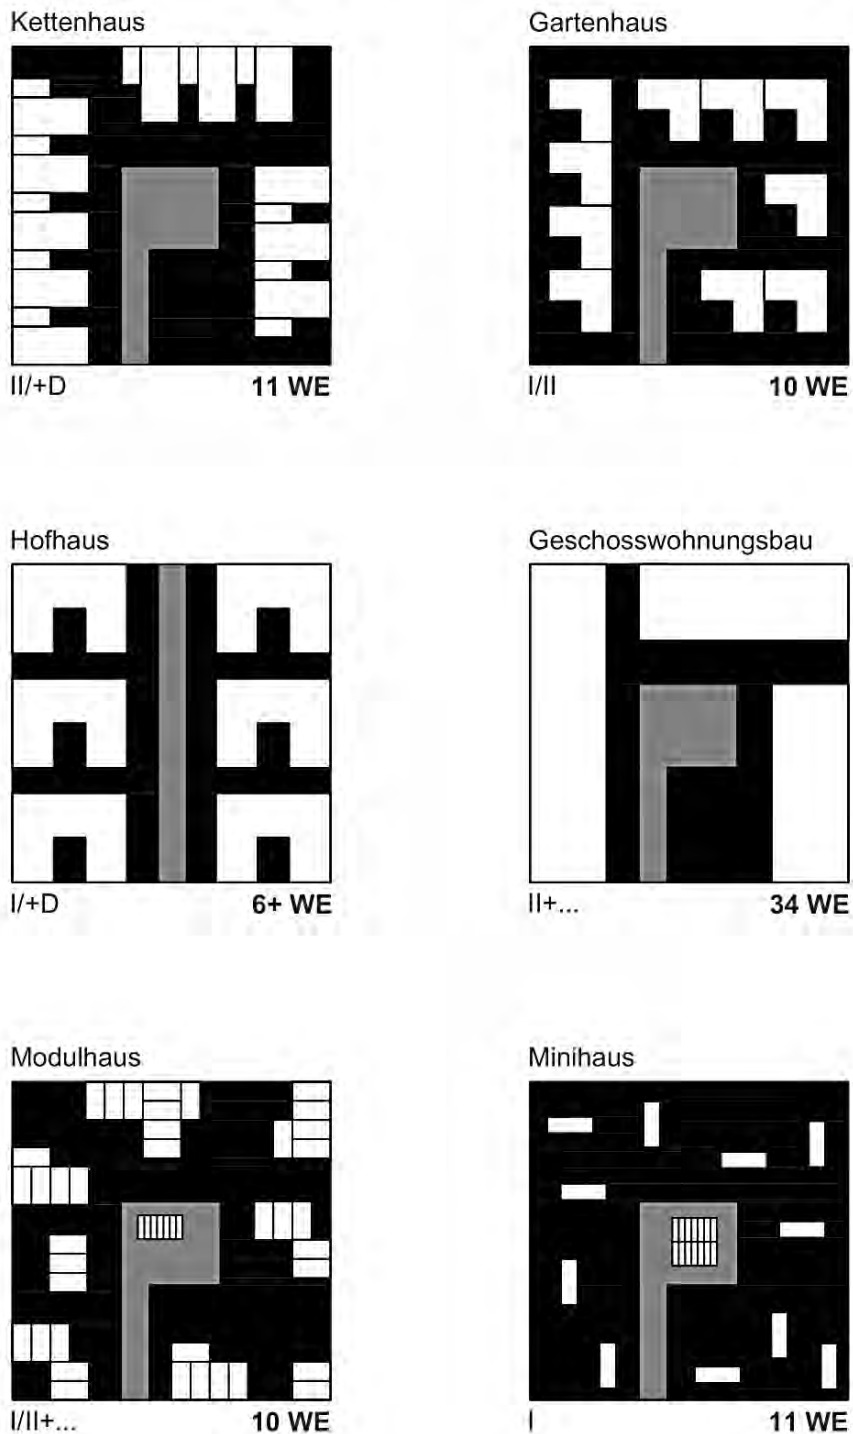 Kettenhaus
Gartenhaus
II/+D 11 WE
I/II 10 WE
Hofhaus
Geschosswohnungsbau
I/+D 6+ WE
II+... 34 WE
Modulhaus
Minihaus
I/II+... 10 WE
I 11 WE